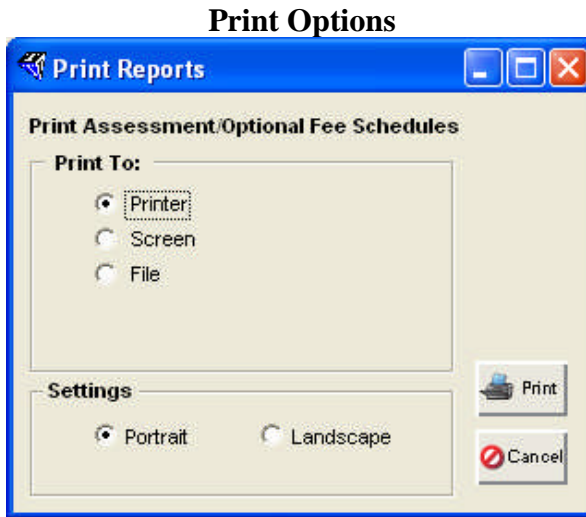 Print Options
Print Reports
Print Assessment/Optional Fee Schedules
Print To:
Printer
Screen
File
Settings
Portrait Landscape
Print
Cancel